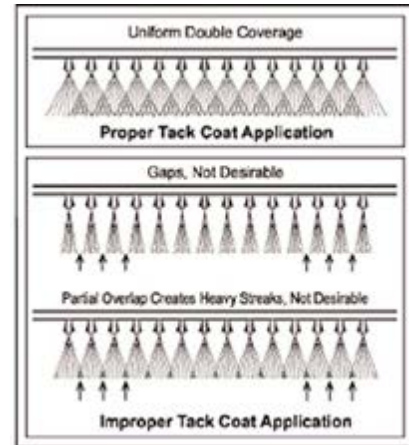 Uniform Double Coverage
Proper Tack Coat Application
Gaps, Not Desirable
Partial Overlap Creates Heavy Streaks, Not Desirable
Improper Tack Coat Application